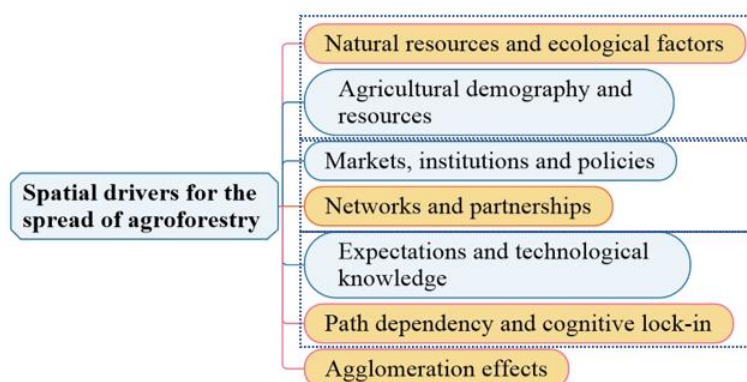 Natural resources and ecological factors
Agricultural demography and
resources
Markets, institutions and policies
Spatial drivers for the
spread of agroforestry
Networks and partnerships
Expectations and technological
knowledge
Path dependency and cognitive lock-in
Agglomeration effects